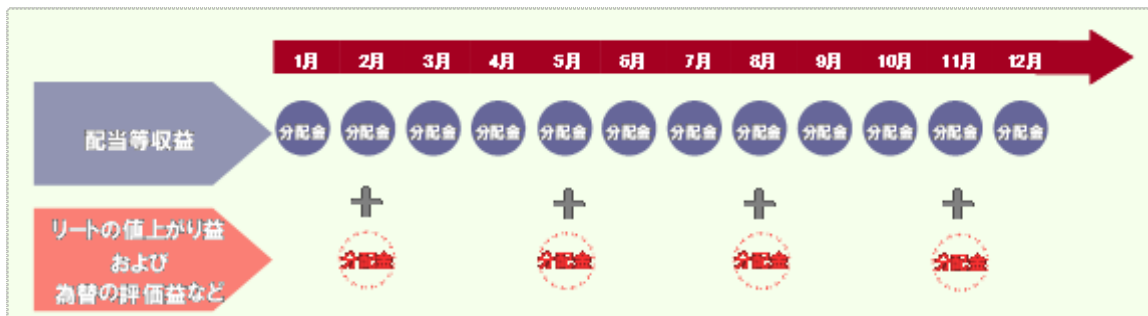 1月 2月 3月 4月 5月 6月 7月 8月 9月 10月 11月 12月
配当等収益
分配金 分配金 分配金 分配金 分配金 分配金 分配金 分配金 分配金 分配金 分配金 分配金
リートの値上がり益
および
為替の評価益など
分配金 分配金 分配金 分配金